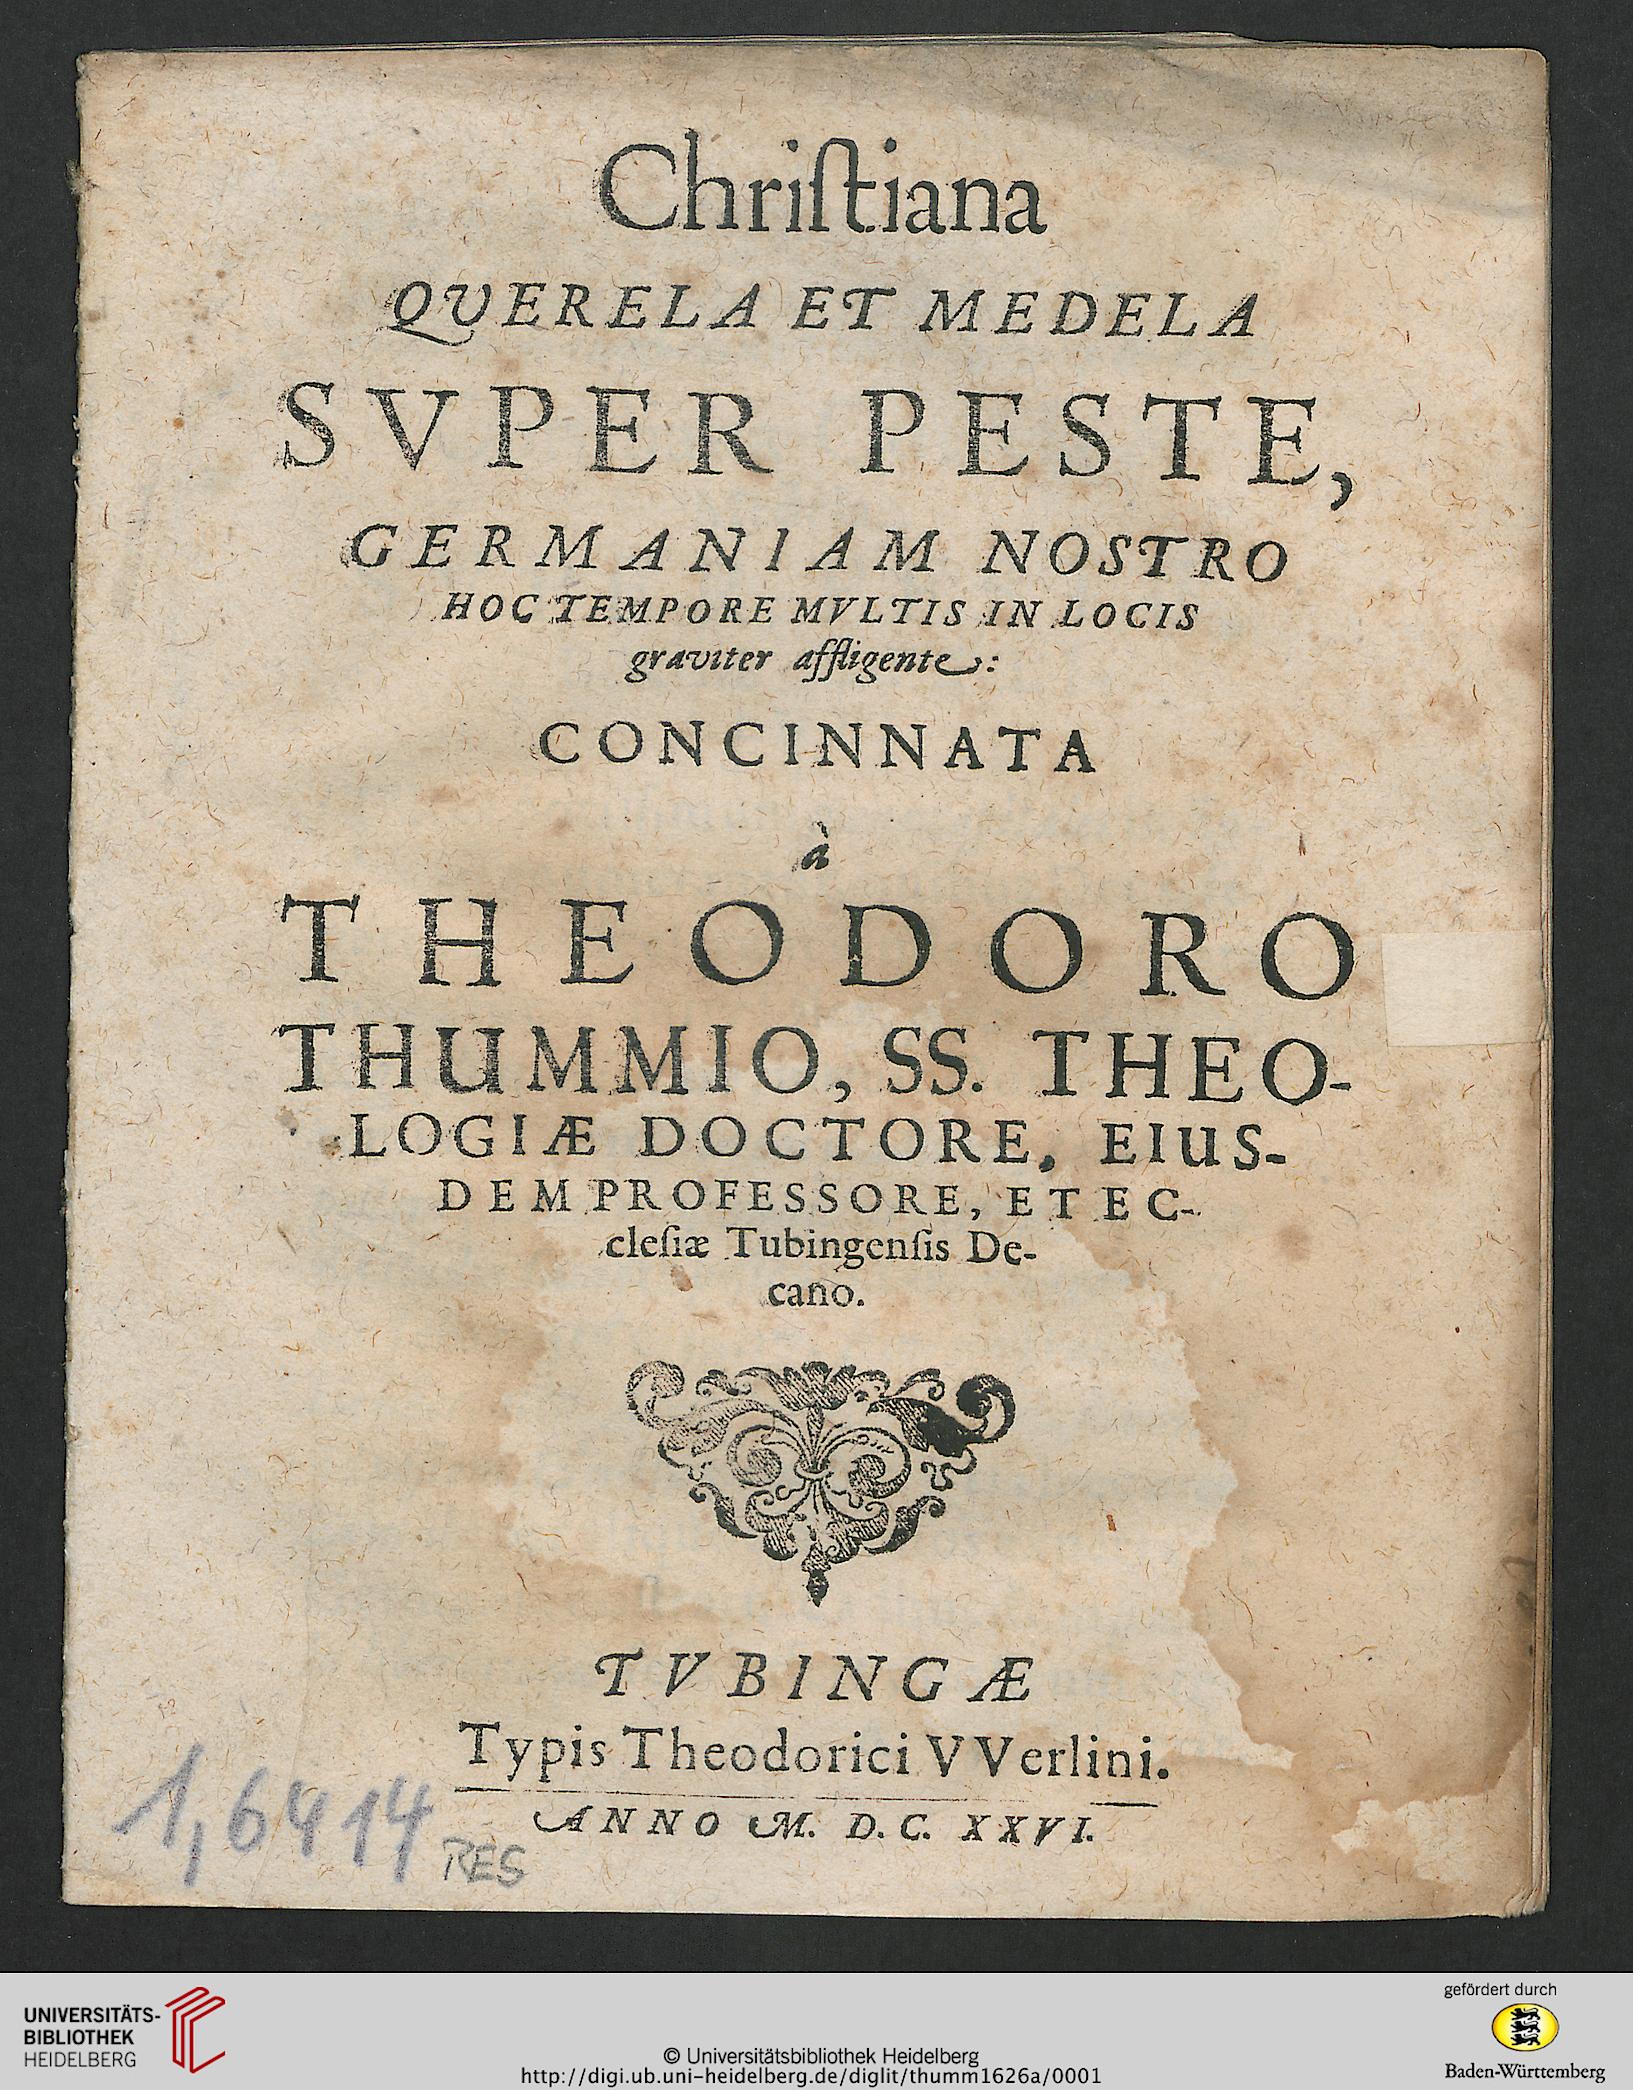 Chriſtiana
QVERELA ET MEDELA
SVPER PESTE,
GERMANIAM NOSTRO
HOC TEMPORE MVLTIS IN LOCIS
graviter affligente:
CONCINNATA
à
THEODORO
THUMMIO, SS. THEO-
LOGIÆ DOCTORE, EIUS-
DEM PROFESSORE, ET EC-
cleſiæ Tubingenſis De-
cano.
TVBINGÆ
Typis Theodorici VVerlini.
ANNO M. D. C. XXVI.
1,6414
RES
UNIVERSITÄTS-
BIBLIOTHEK
HEIDELBERG
© Universitätsbibliothek Heidelberg
http://digi.ub.uni-heidelberg.de/diglit/thumm1626a/0001
gefördert durch
Baden-Württemberg